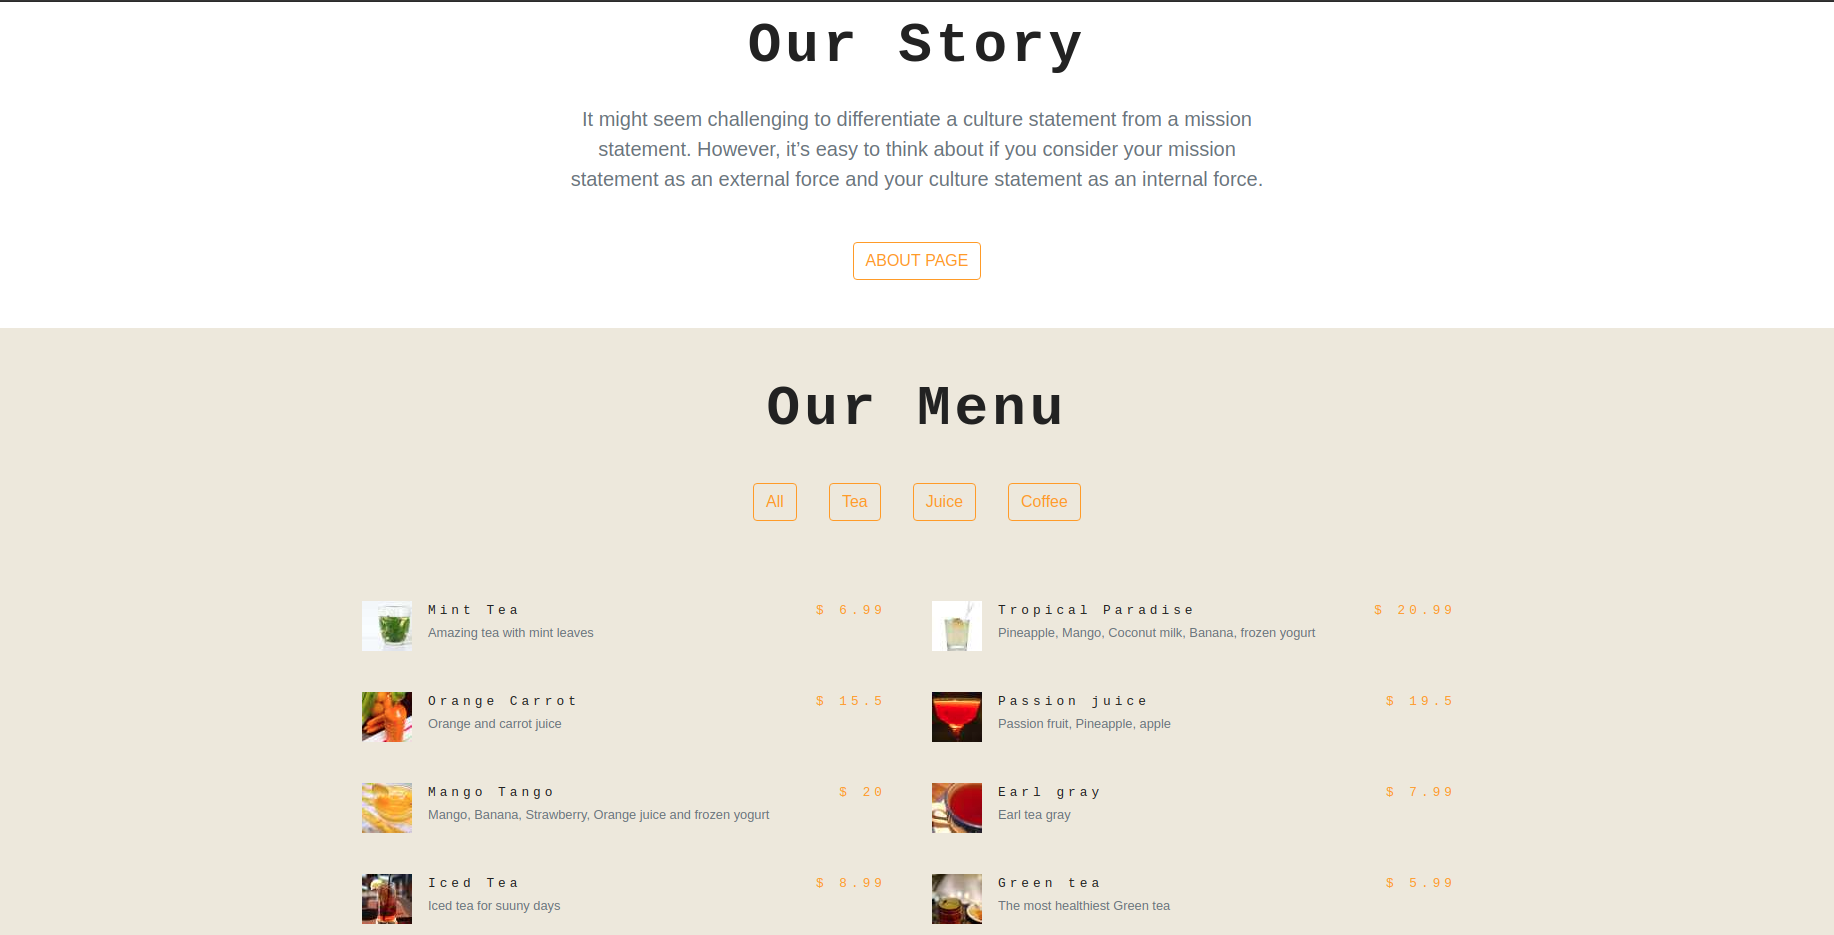 Our Story
It might seem challenging to differentiate a culture statement from a mission
statement. However, it’s easy to think about if you consider your mission
statement as an external force and your culture statement as an internal force.
ABOUT PAGE
Our Menu
All Tea Juice Coffee
Mint Tea $ 6.99
Amazing tea with mint leaves
Tropical Paradise $ 20.99
Pineapple, Mango, Coconut milk, Banana, frozen yogurt
Orange Carrot $ 15.5
Orange and carrot juice
Passion juice $ 19.5
Passion fruit, Pineapple, apple
Mango Tango $ 20
Mango, Banana, Strawberry, Orange juice and frozen yogurt
Earl gray $ 7.99
Earl tea gray
Iced Tea $ 8.99
Iced tea for suuny days
Green tea $ 5.99
The most healthiest Green tea